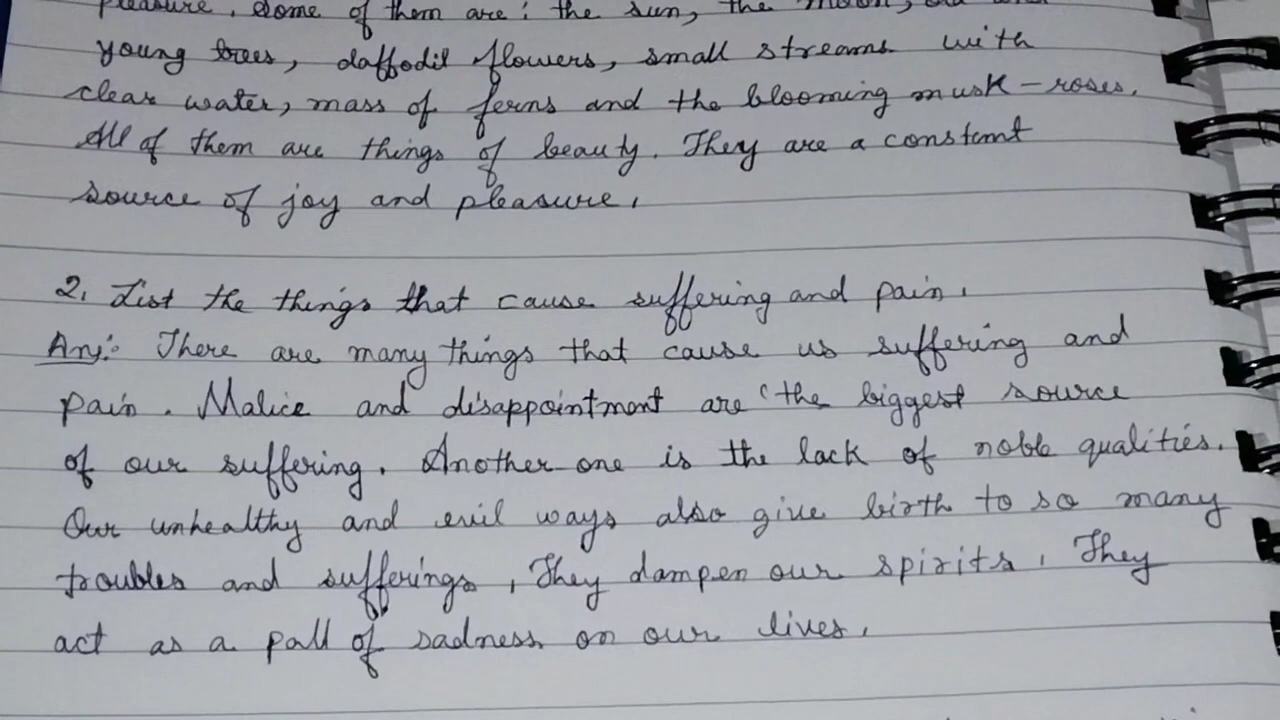 pleasure. Some of them are: the sun, the moon, old and
young trees, daffodil flowers, small streams with
clear water, mass of ferns and the blooming musk-roses.
All of them are things of beauty. They are a constant
source of joy and pleasure.
2. List the things that cause suffering and pain.
Ans: There are many things that cause us suffering and
pain. Malice and disappointment are the biggest source
of our suffering. Another one is the lack of noble qualities.
Our unhealthy and evil ways also give birth to so many
troubles and sufferings, They dampen our spirits. They
act as a pall of sadness on our lives.